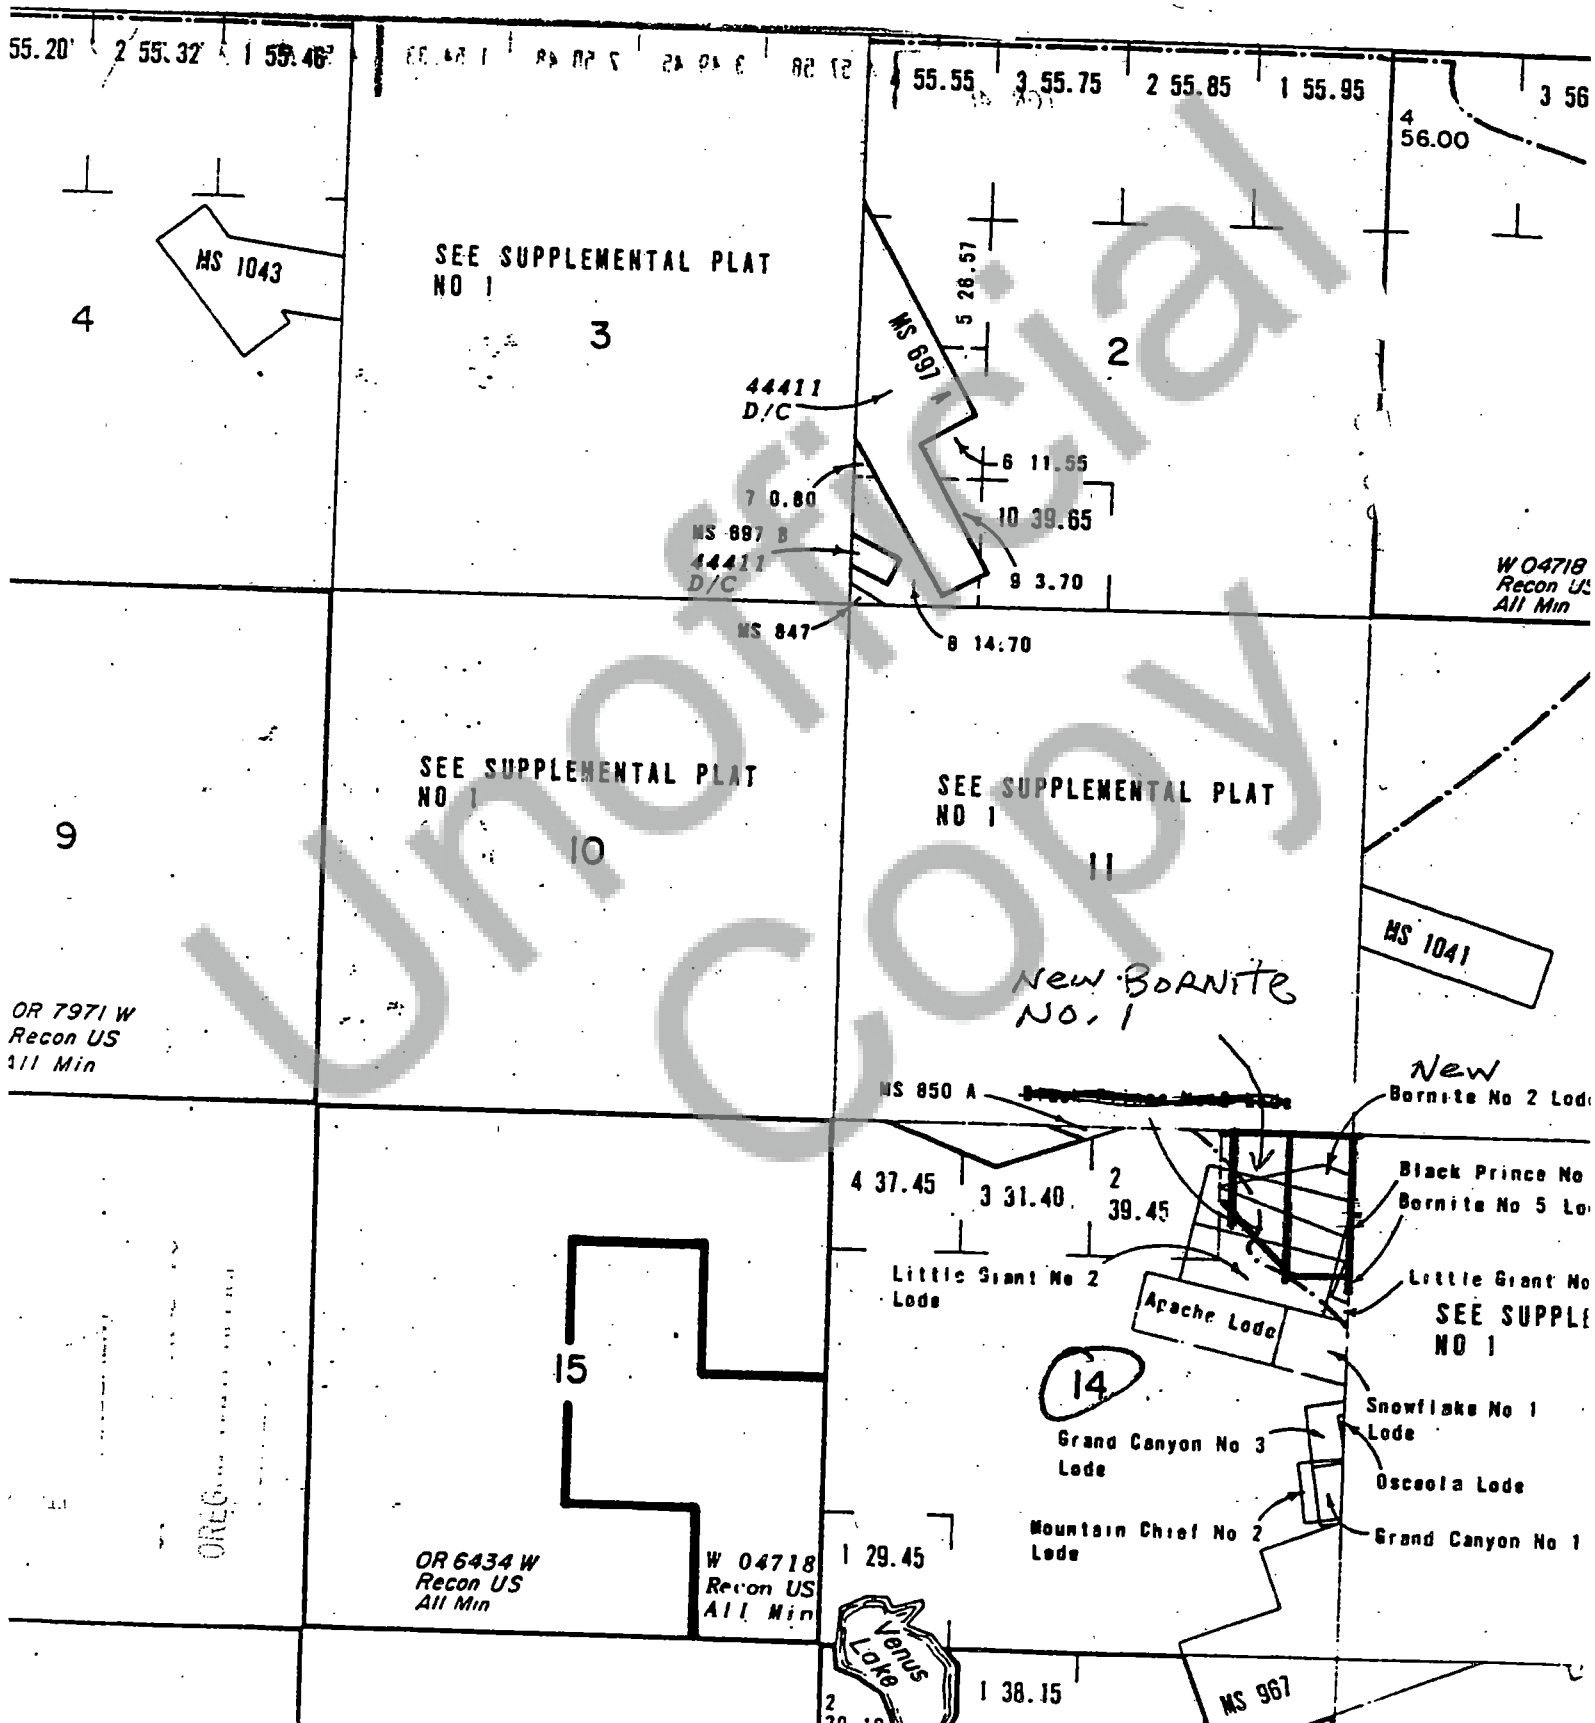 55.20'
2 55.32'
1 55.46
55.55
3 55.75
2 55.85
1 55.95
3 56
4
56.00
MS 1043
SEE SUPPLEMENTAL PLAT
NO 1
4
3
5 26.57
MS 697 A
2
44411
D/C
6 11.55
7 0.80
10 39.65
MS 697 B
44411
D/C
9 3.70
W 04718
Recon US
All Min
MS 847
8 14.70
SEE SUPPLEMENTAL PLAT
NO 1
SEE SUPPLEMENTAL PLAT
NO 1
9
10
11
MS 1041
New Bornite
No. 1
OR 7971 W
Recon US
All Min
New
Bornite No 2 Lode
MS 850 A
Black Prince No
Bornite No 5 Lo
4 37.45
3 31.40
2
39.45
Little Giant No 2
Lode
Little Giant No
Apache Lode
SEE SUPPLE
NO 1
15
14
Snowflake No 1
Lode
Grand Canyon No 3
Lode
Osceola Lode
Mountain Chief No 2
Lode
Grand Canyon No 1
OR 6434 W
Recon US
All Min
W 04718
Recon US
All Min
1 29.45
Venus
Lake
1 38.15
2
MS 967
Unofficial
Copy